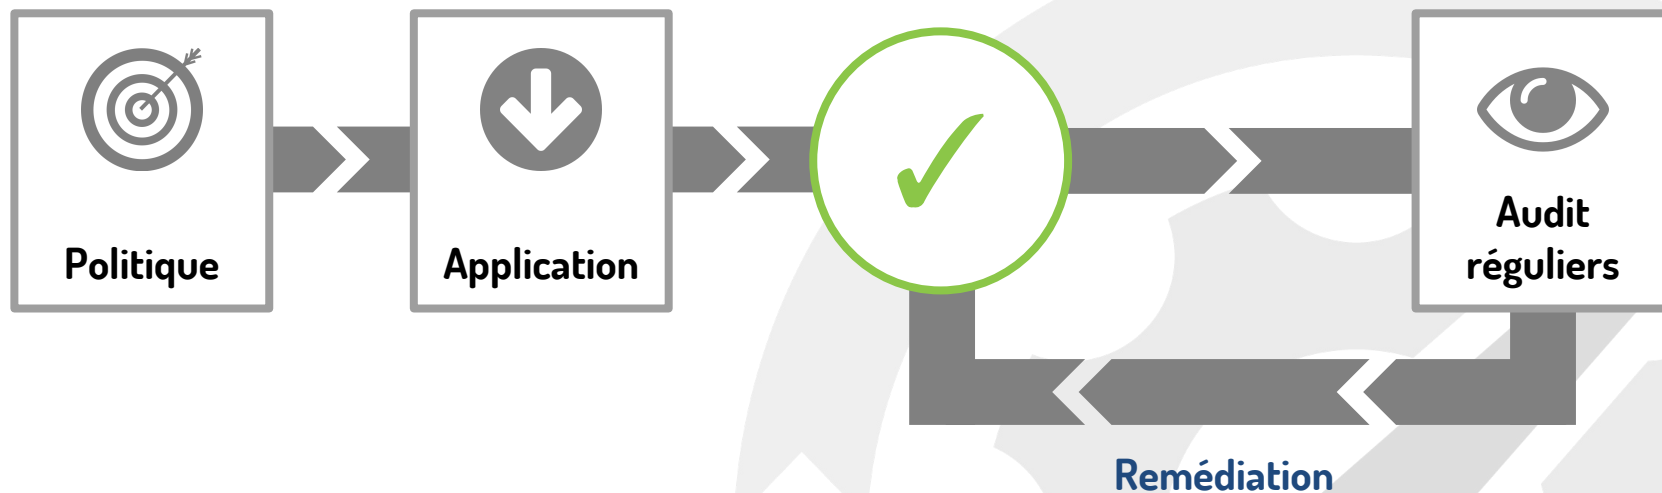 Politique
Application
Audit
réguliers
Remédiation